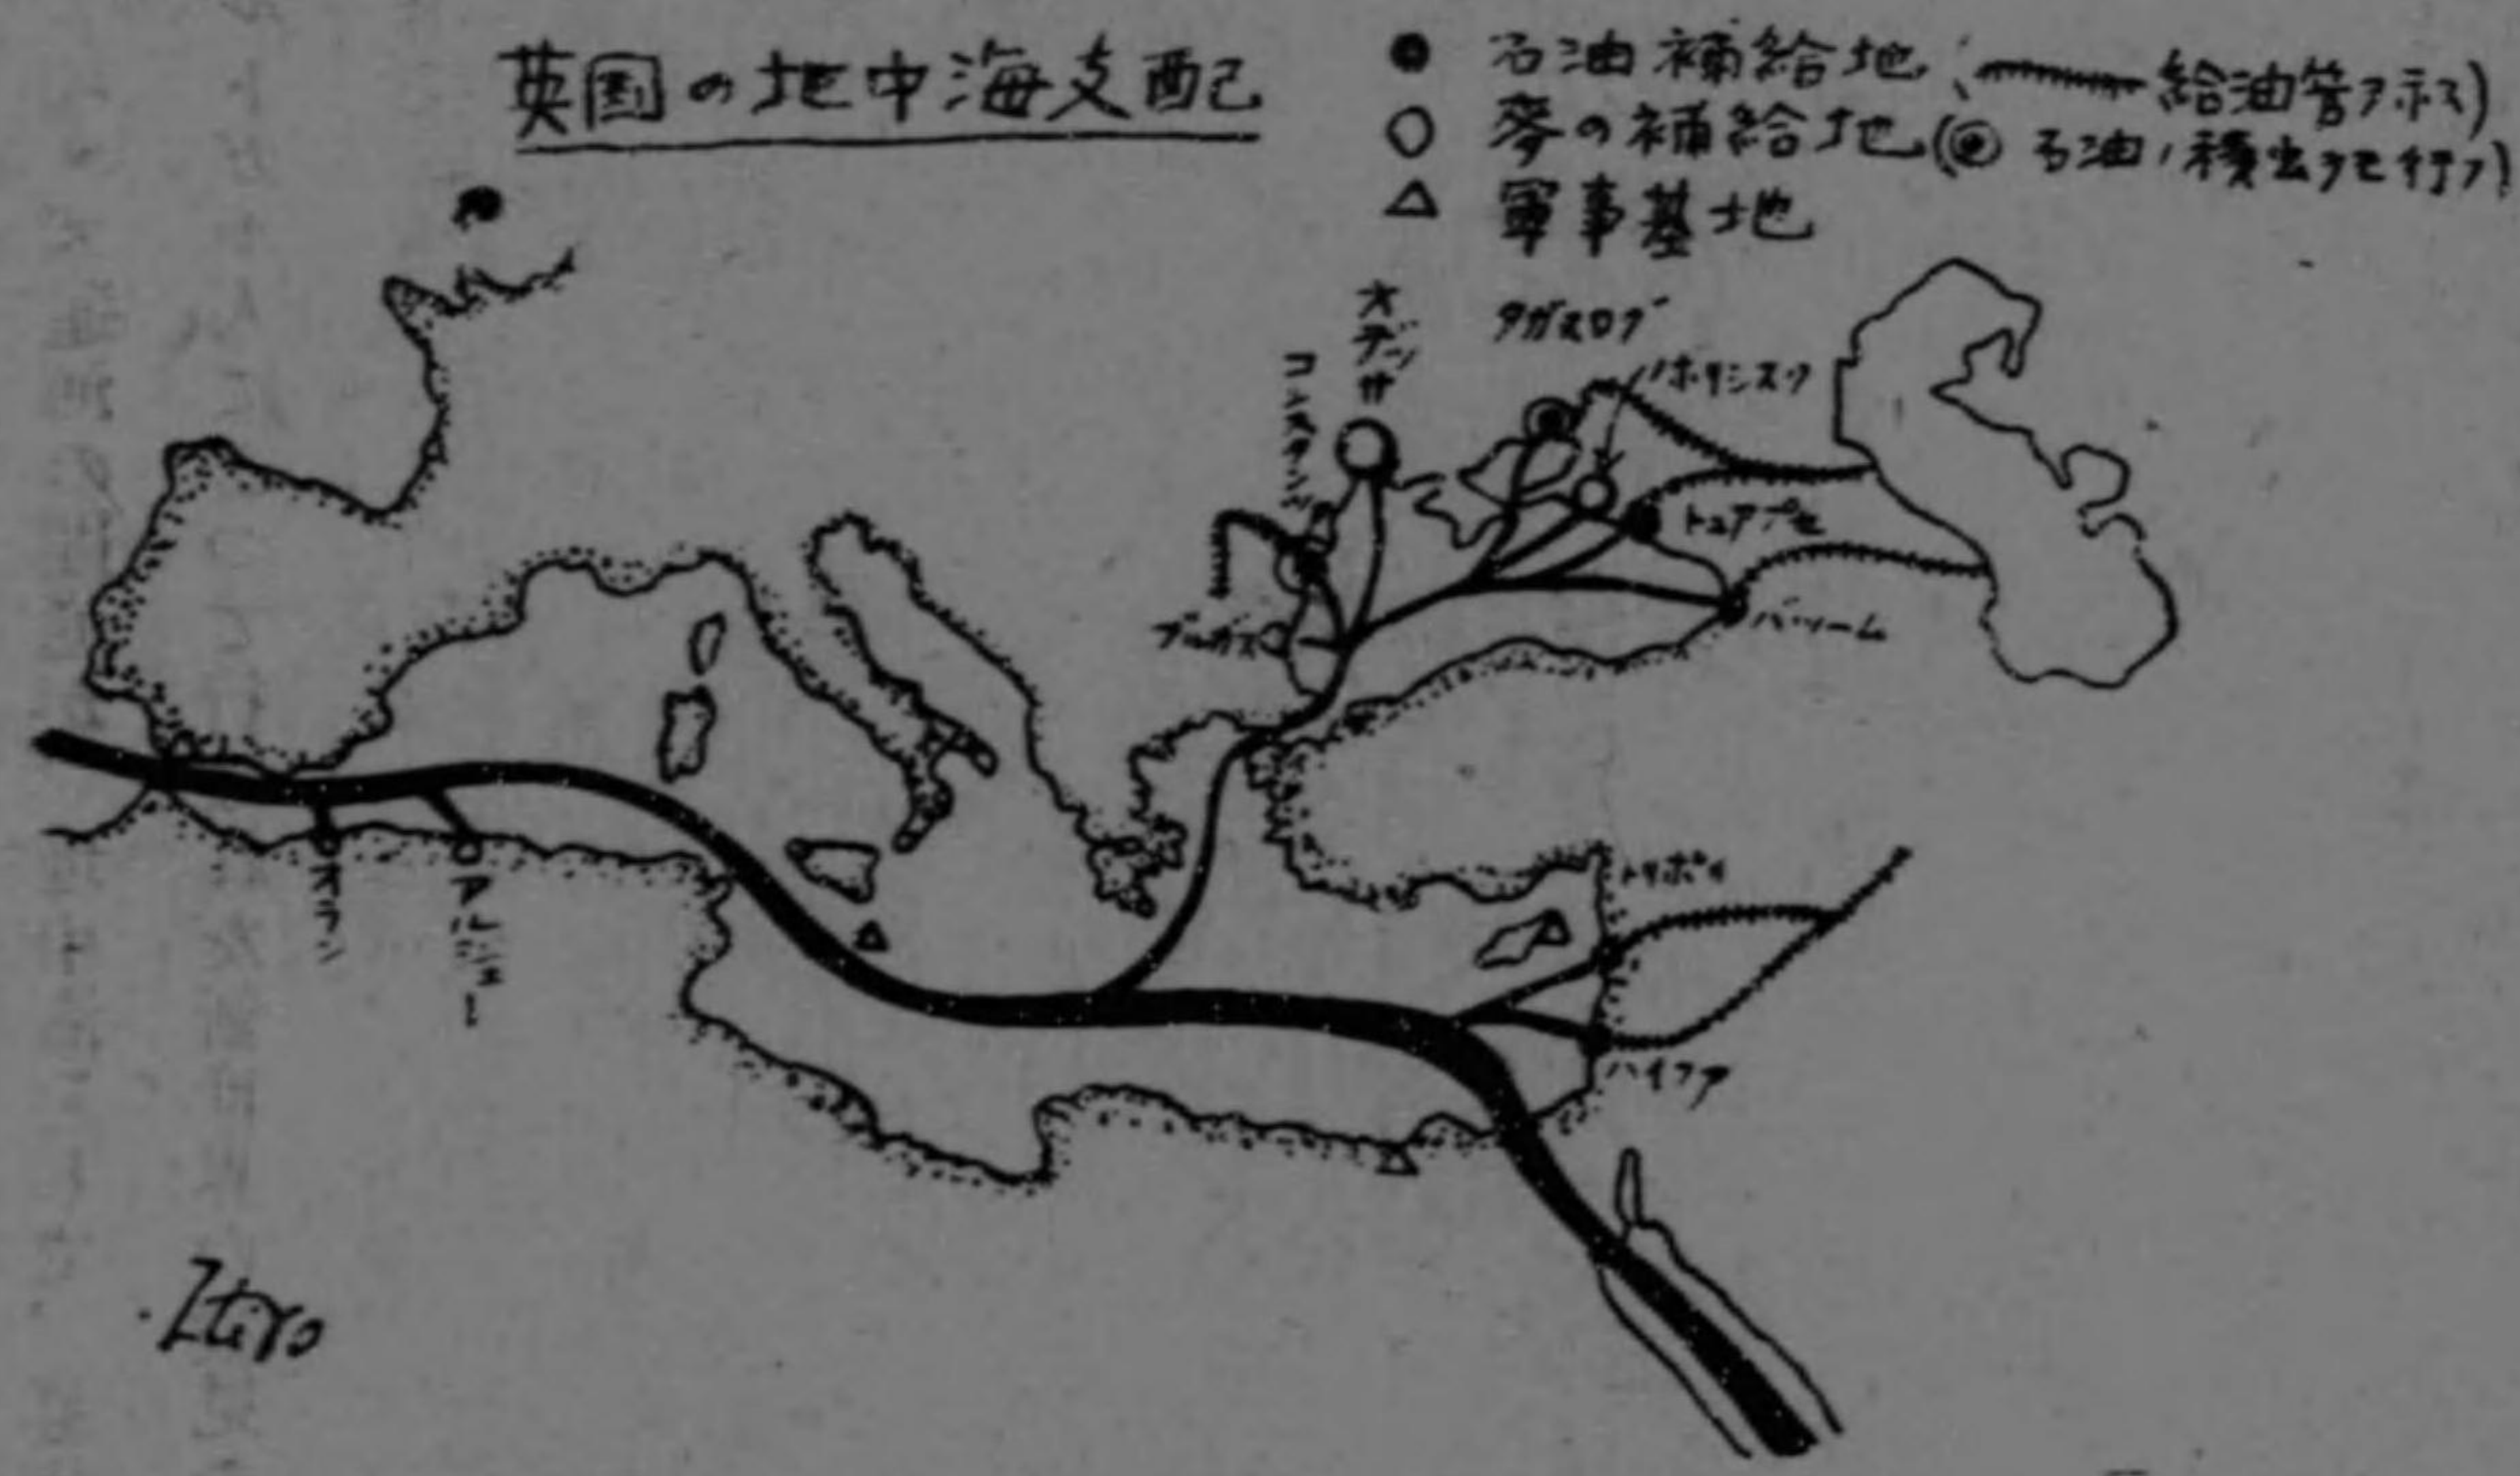 英国の地中海支配
● 石油補給地 (給油管ヲ示ス)
○ 麥の補給地(◉ 石油ノ積出ヲモ行フ)
△ 軍事基地
オデッサ
タガスログ
コンスタンツ
ノボリシスク
トュアプセ
ブルガス
バツーム
トリポリ
オラン
アルジェー
ハイファ
Itiro